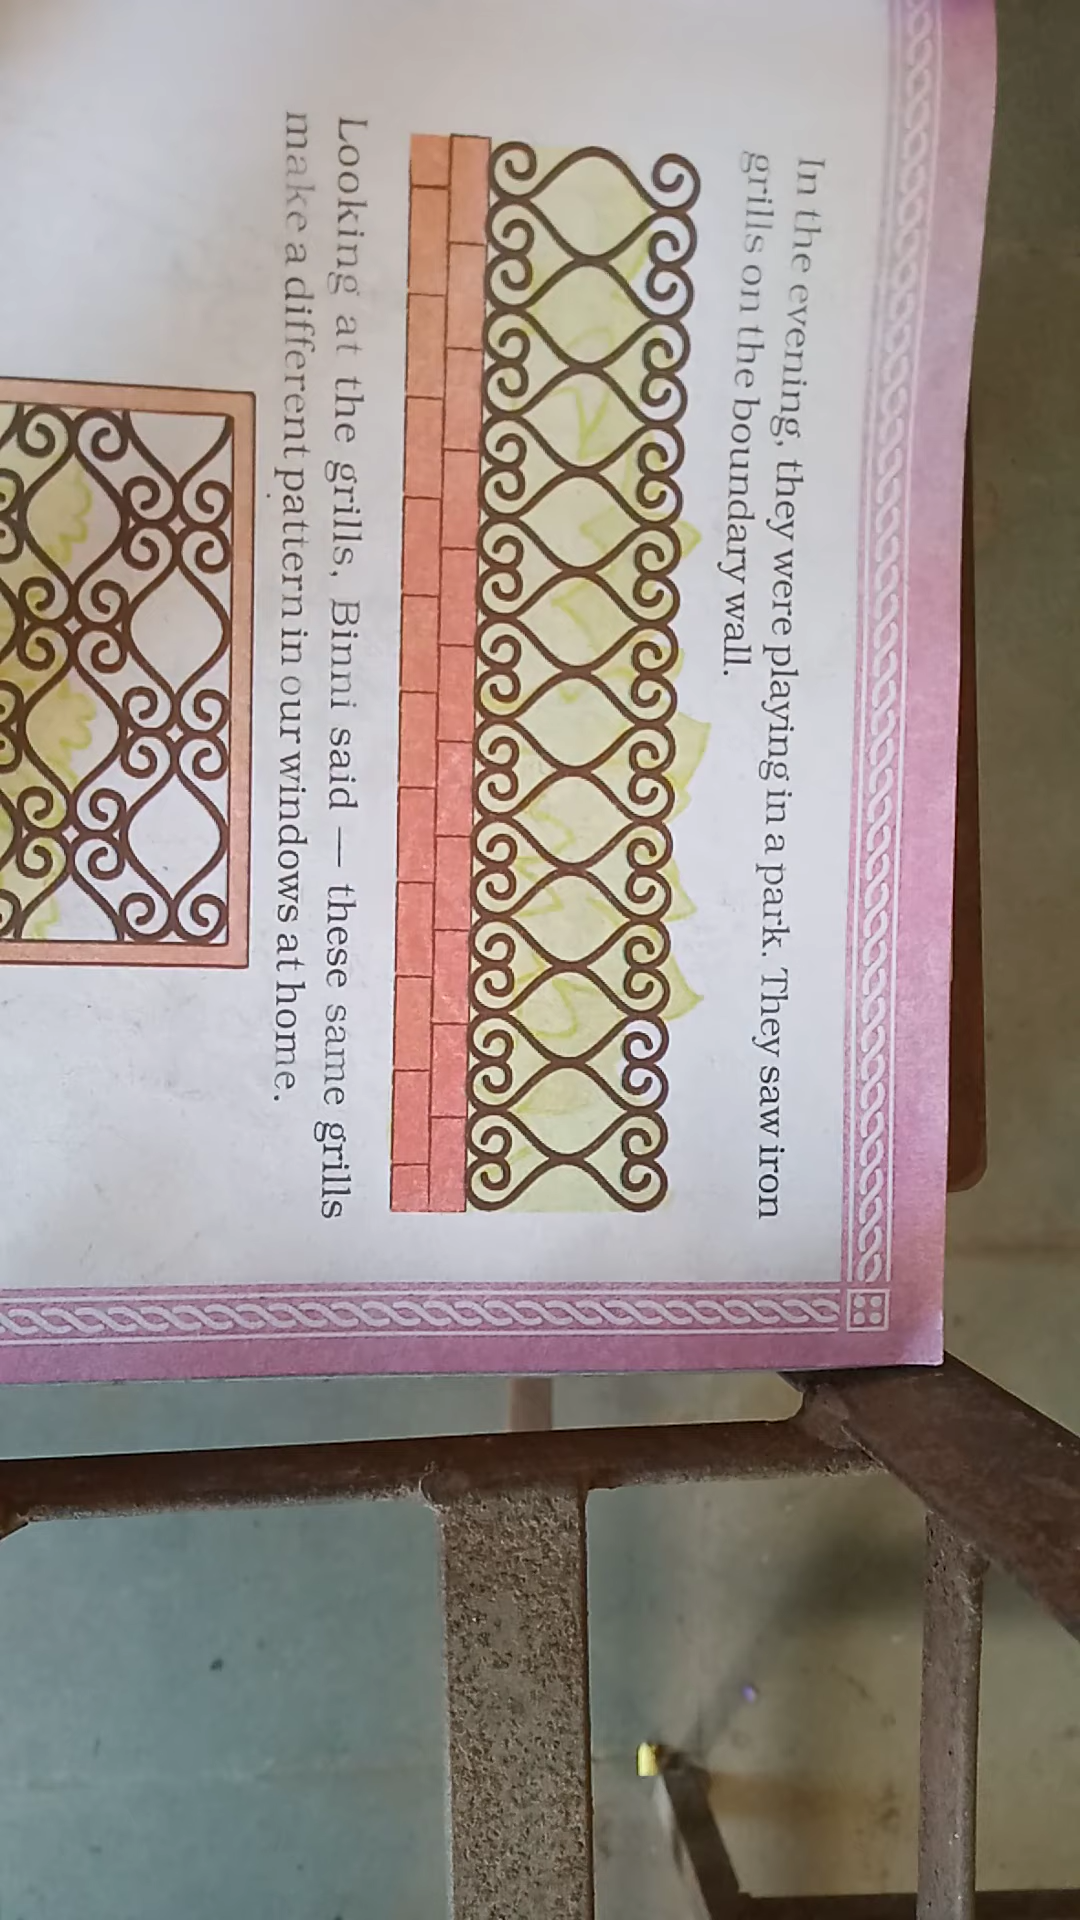 In the evening, they were playing in a park. They saw iron
grills on the boundary wall.
Looking at the grills, Binni said — these same grills
make a different pattern in our windows at home.